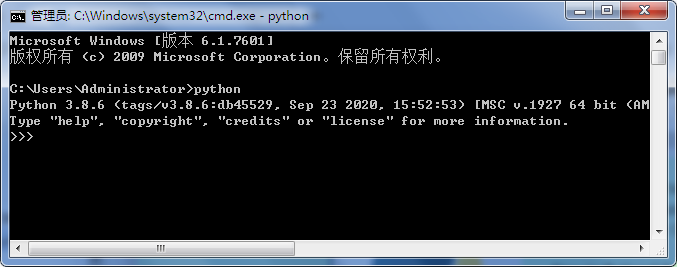 管理员: C:\Windows\system32\cmd.exe - python
Microsoft Windows [版本 6.1.7601]
版权所有 (c) 2009 Microsoft Corporation。保留所有权利。
C:\Users\Administrator>python
Python 3.8.6 (tags/v3.8.6:db45529, Sep 23 2020, 15:52:53) [MSC v.1927 64 bit (AM
Type "help", "copyright", "credits" or "license" for more information.
>>>